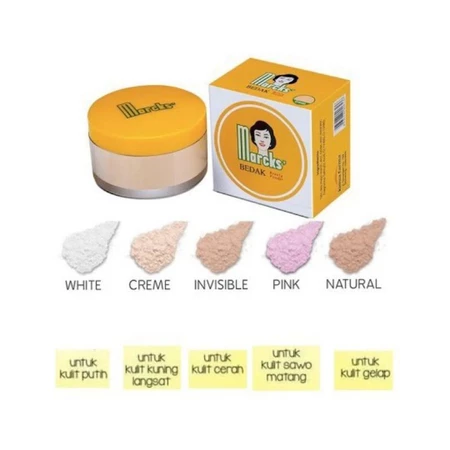 Marcks'
Marcks'
BEDAK
WHITE
CREME
INVISIBLE
PINK
NATURAL
untuk
kulit putih
untuk
kulit kuning
langsat
untuk
kulit cerah
untuk
kulit sawo
matang
untuk
kulit gelap